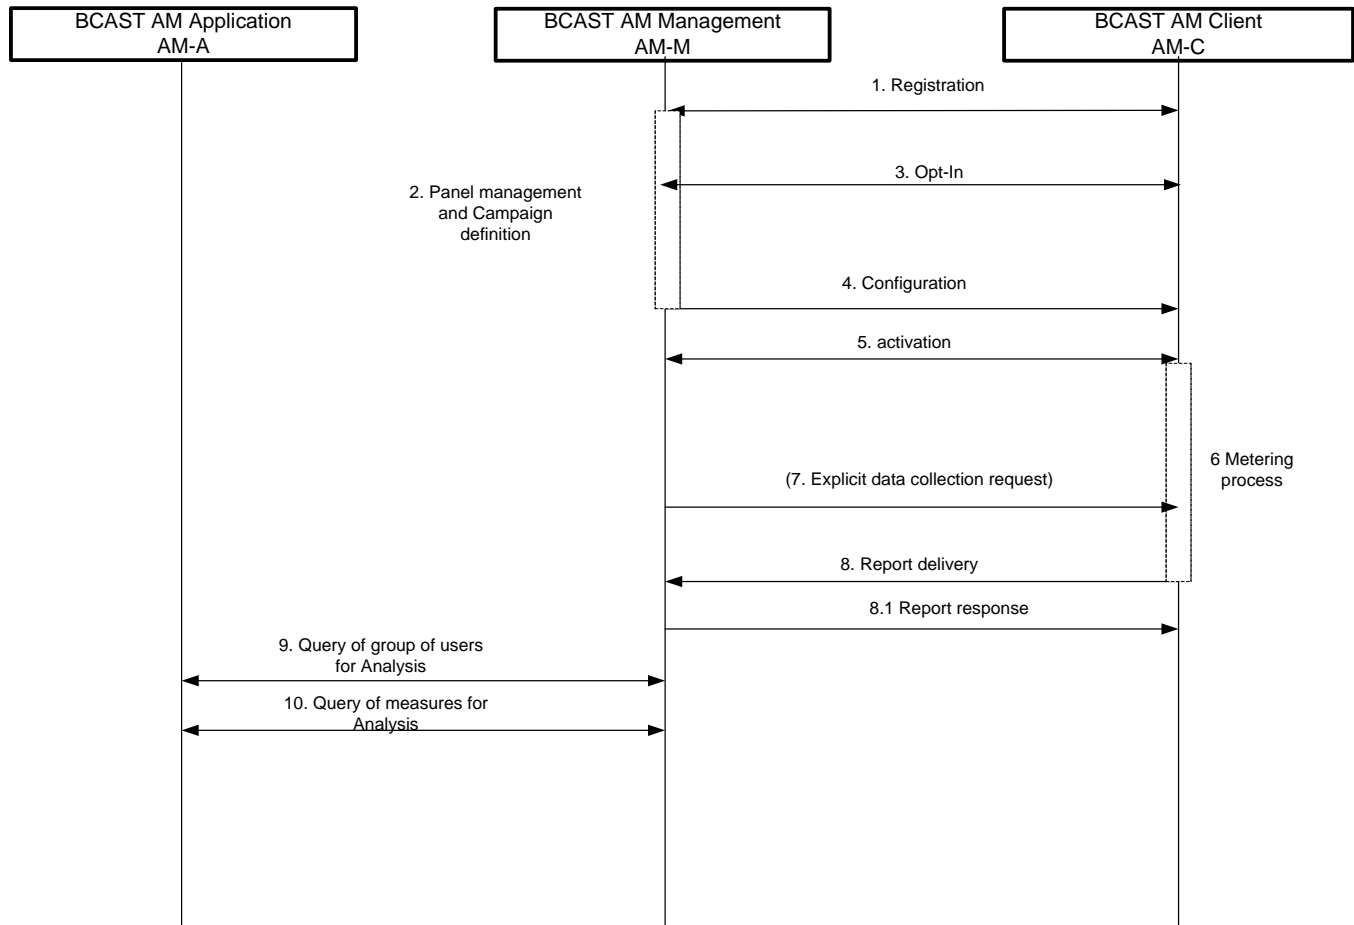 BCAST AM Application
AM-A
BCAST AM Management
AM-M
BCAST AM Client
AM-C
1. Registration
2. Panel management
and Campaign
definition
3. Opt-In
4. Configuration
5. activation
6 Metering
process
(7. Explicit data collection request)
8. Report delivery
8.1 Report response
9. Query of group of users
for Analysis
10. Query of measures for
Analysis